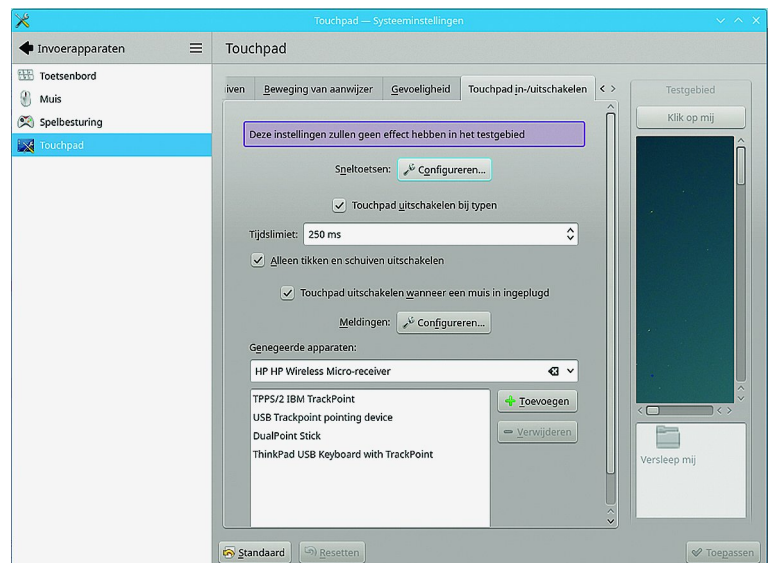 Touchpad — Systeeminstellingen
Invoerapparaten
Touchpad
Toetsenbord
Muis
Spelbesturing
Touchpad
iven
Beweging van aanwijzer
Gevoeligheid
Touchpad in-/uitschakelen
Deze instellingen zullen geen effect hebben in het testgebied
Sneltoetsen: Configureren...
Touchpad uitschakelen bij typen
Tijdslimiet: 250 ms
Alleen tikken en schuiven uitschakelen
Touchpad uitschakelen wanneer een muis in ingeplugd
Meldingen: Configureren...
Genegeerde apparaten:
HP HP Wireless Micro-receiver
TPPS/2 IBM TrackPoint
USB Trackpoint pointing device
DualPoint Stick
ThinkPad USB Keyboard with TrackPoint
Toevoegen
Verwijderen
Testgebied
Klik op mij
Versleep mij
Standaard
Resetten
Toepassen